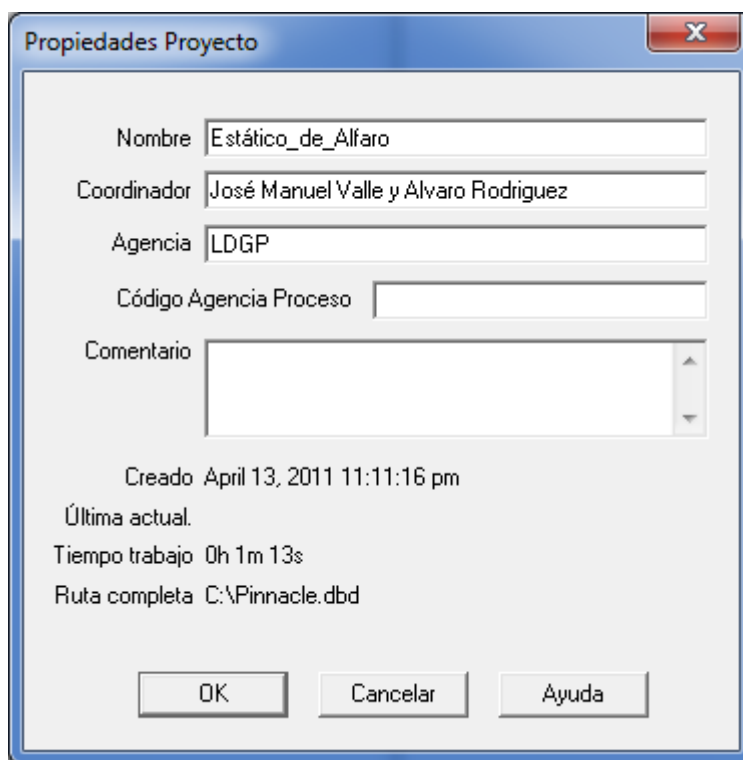 Propiedades Proyecto
Nombre Estático_de_Alfaro
Coordinador José Manuel Valle y Alvaro Rodriguez
Agencia LDGP
Código Agencia Proceso
Comentario
Creado April 13, 2011 11:11:16 pm
Última actual.
Tiempo trabajo 0h 1m 13s
Ruta completa C:\Pinnacle.dbd
OK Cancelar Ayuda